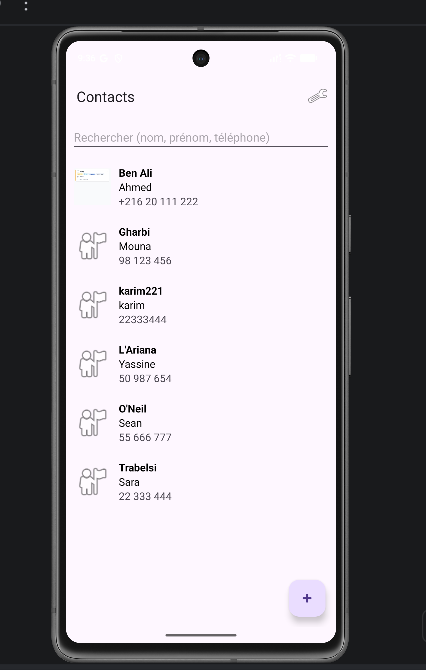 Contacts
Rechercher (nom, prénom, téléphone)
Ben Ali
Ahmed
+216 20 111 222
Gharbi
Mouna
98 123 456
karim221
karim
22333444
L'Ariana
Yassine
50 987 654
O'Neil
Sean
55 666 777
Trabelsi
Sara
22 333 444
+